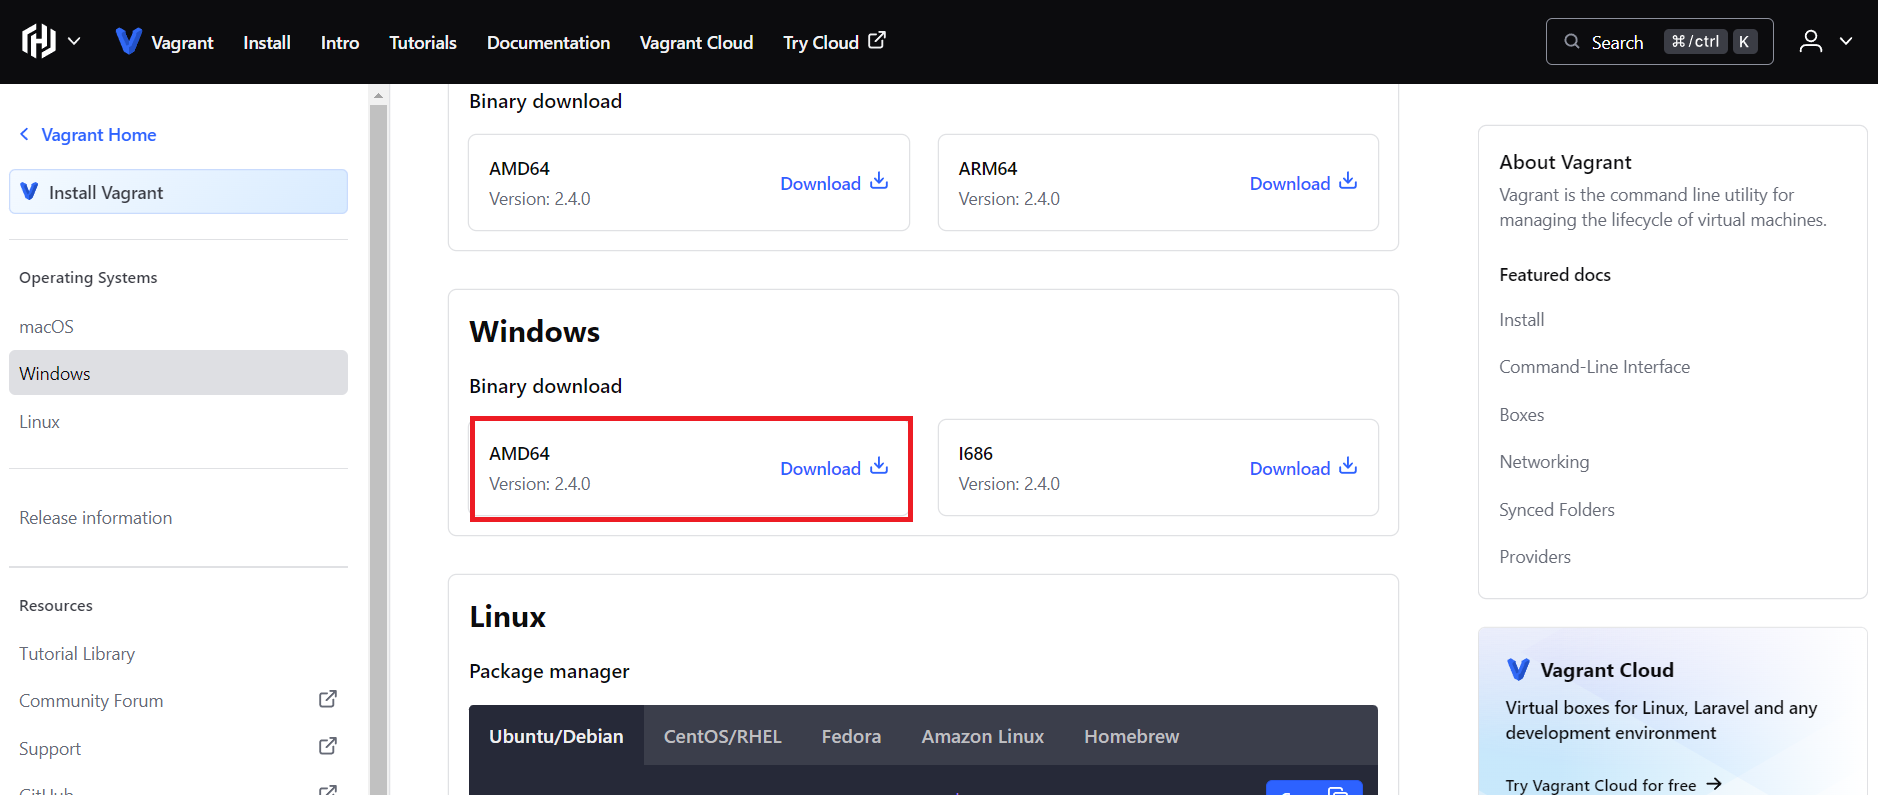 Vagrant Install Intro Tutorials Documentation Vagrant Cloud Try Cloud Search ⌘/ctrl K
Vagrant Home
Install Vagrant
Operating Systems
macOS
Windows
Linux
Release information
Resources
Tutorial Library
Community Forum
Support
GitHub
Binary download
AMD64
Version: 2.4.0
Download
ARM64
Version: 2.4.0
Download
Windows
Binary download
AMD64
Version: 2.4.0
Download
I686
Version: 2.4.0
Download
Linux
Package manager
Ubuntu/Debian CentOS/RHEL Fedora Amazon Linux Homebrew
About Vagrant
Vagrant is the command line utility for
managing the lifecycle of virtual machines.
Featured docs
Install
Command-Line Interface
Boxes
Networking
Synced Folders
Providers
Vagrant Cloud
Virtual boxes for Linux, Laravel and any
development environment
Try Vagrant Cloud for free